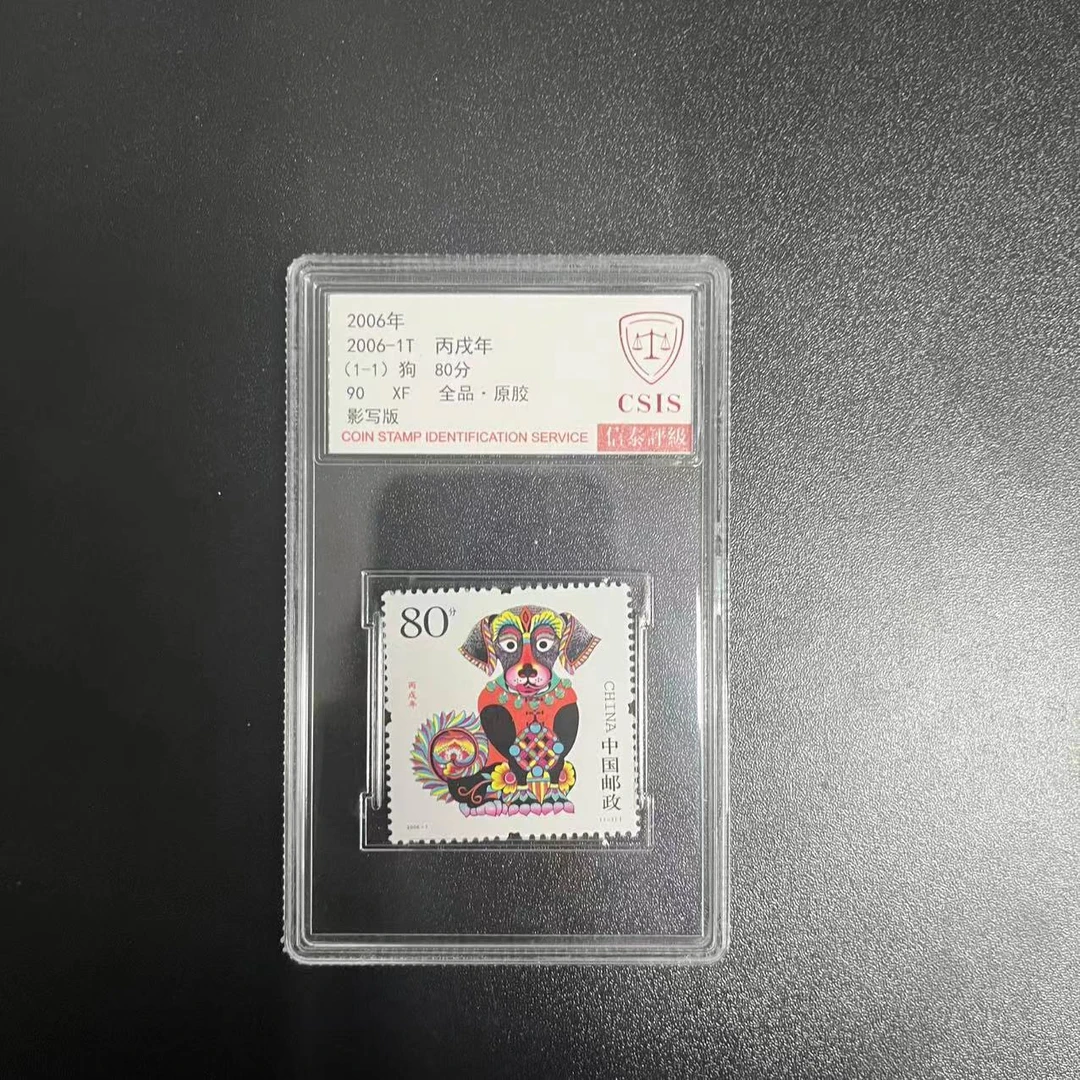 2006年
2006-1T 丙戌年
(1-1) 狗 80分
90 XF 全品·原胶
影写版
COIN STAMP IDENTIFICATION SERVICE
CSIS
信泰評級
80分
丙戌年
CHINA 中国邮政
2006-1